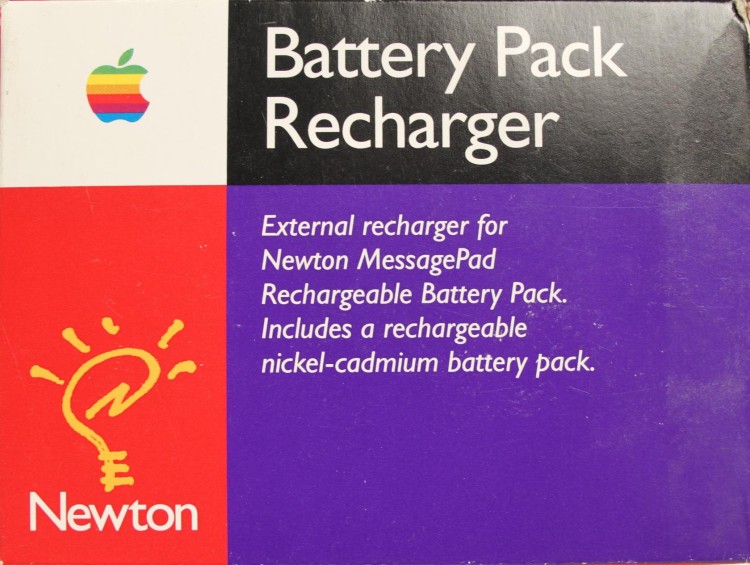 Battery Pack
Recharger
External recharger for
Newton MessagePad
Rechargeable Battery Pack.
Includes a rechargeable
nickel-cadmium battery pack.
Newton